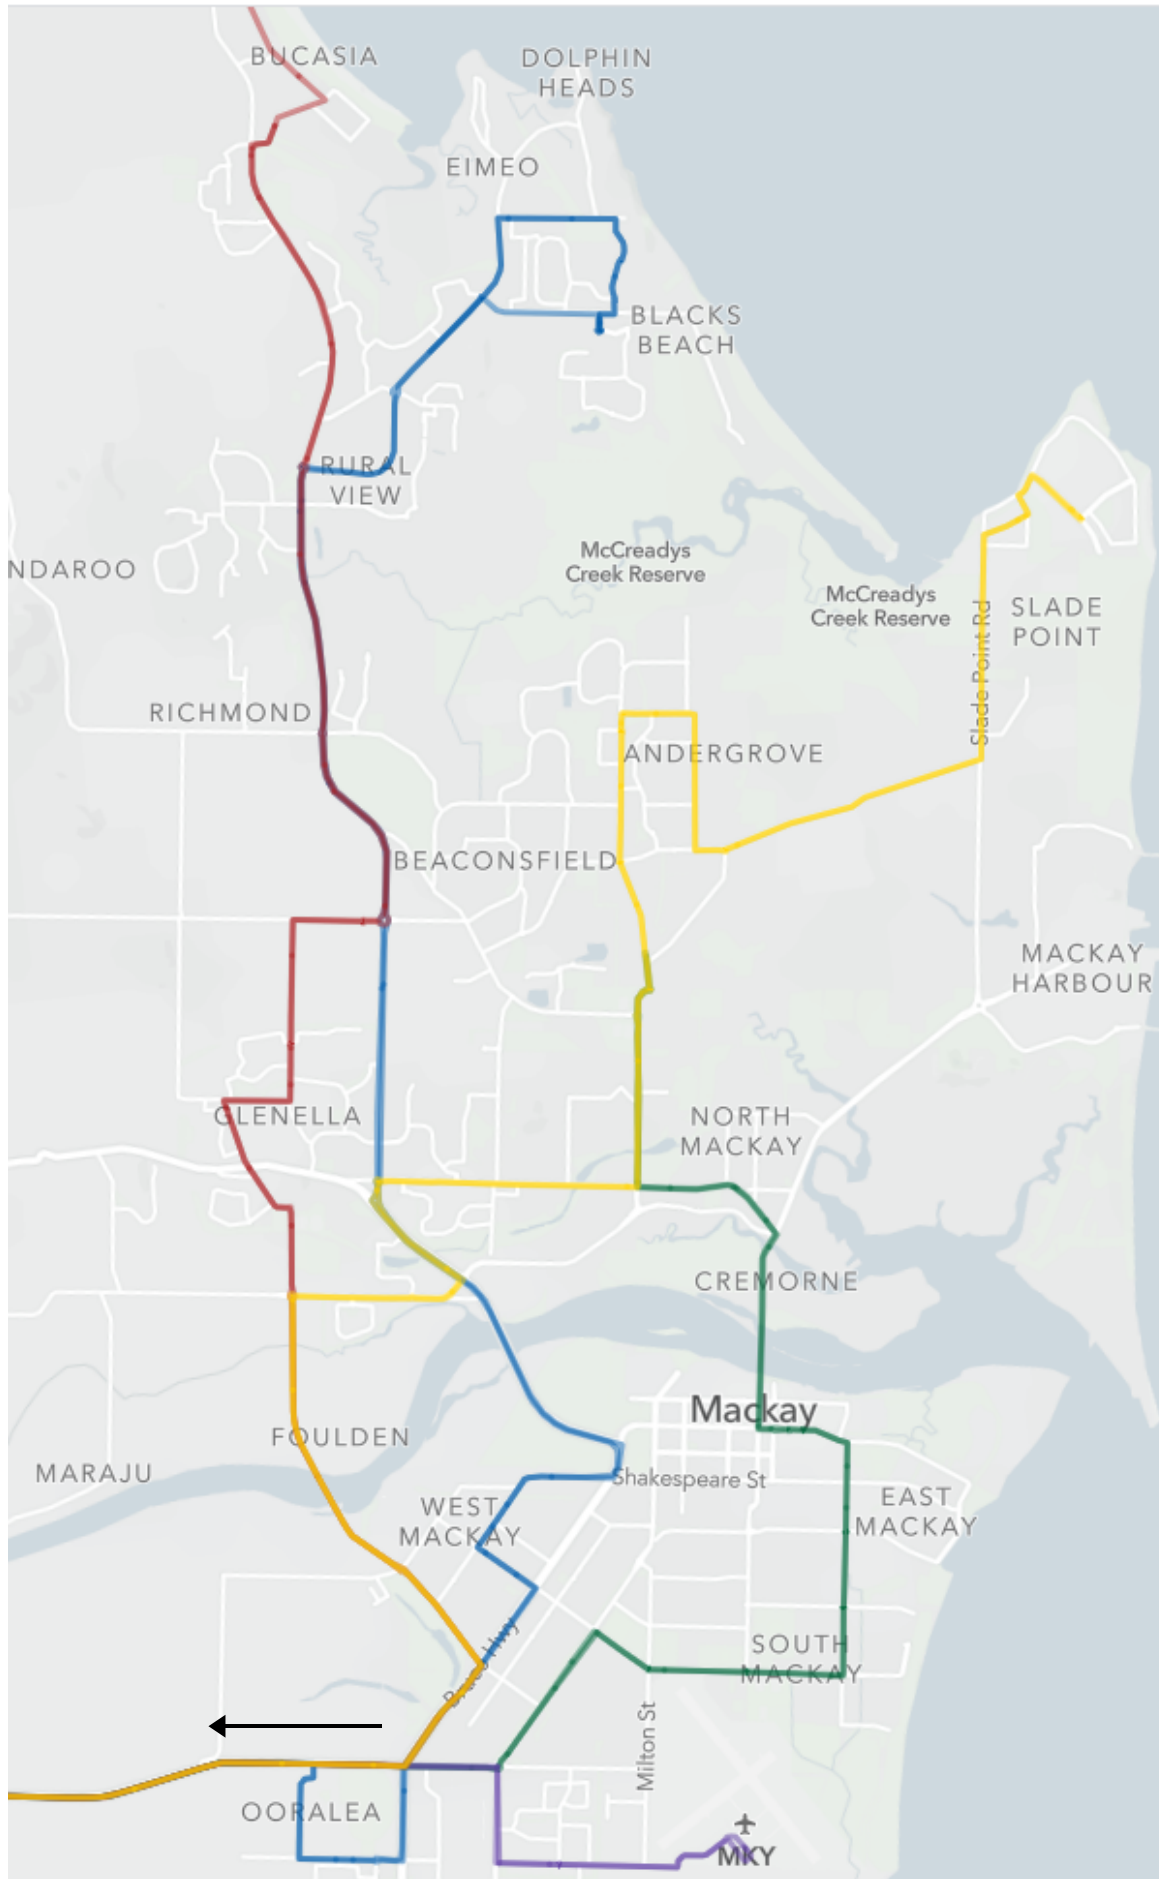 BUCASIA
DOLPHIN
HEADS
EIMEO
BLACKS
BEACH
RURAL
VIEW
NDAROO
McCreadys
Creek Reserve
McCreadys
Creek Reserve
SLADE
POINT
Slade Point Rd
RICHMOND
ANDERGROVE
BEACONSFIELD
MACKAY
HARBOUR
GLENELLA
NORTH
MACKAY
CREMORNE
Mackay
FOULDEN
MARAJU
Shakespeare St
WEST
MACKAY
EAST
MACKAY
Bruce Hwy
SOUTH
MACKAY
Milton St
OORALEA
MKY